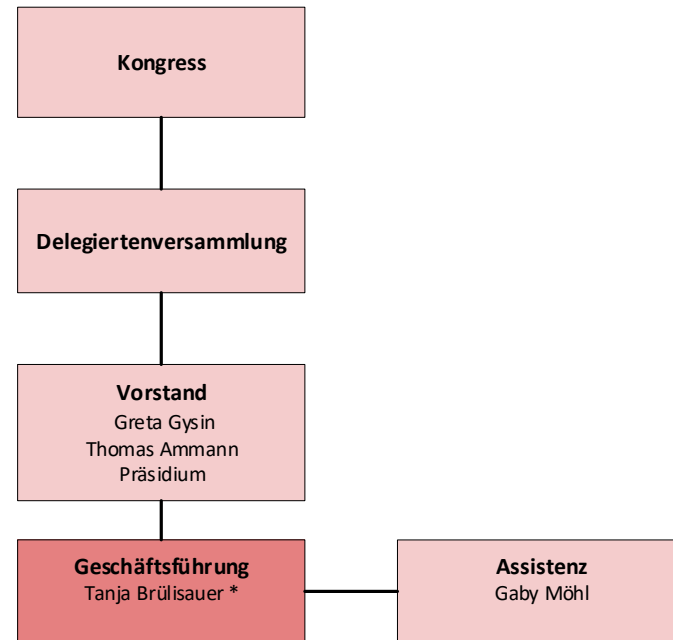 Kongress
Delegiertenversammlung
Vorstand
Greta Gysin
Thomas Ammann
Präsidium
Geschäftsführung
Tanja Brülisauer *
Assistenz
Gaby Möhl